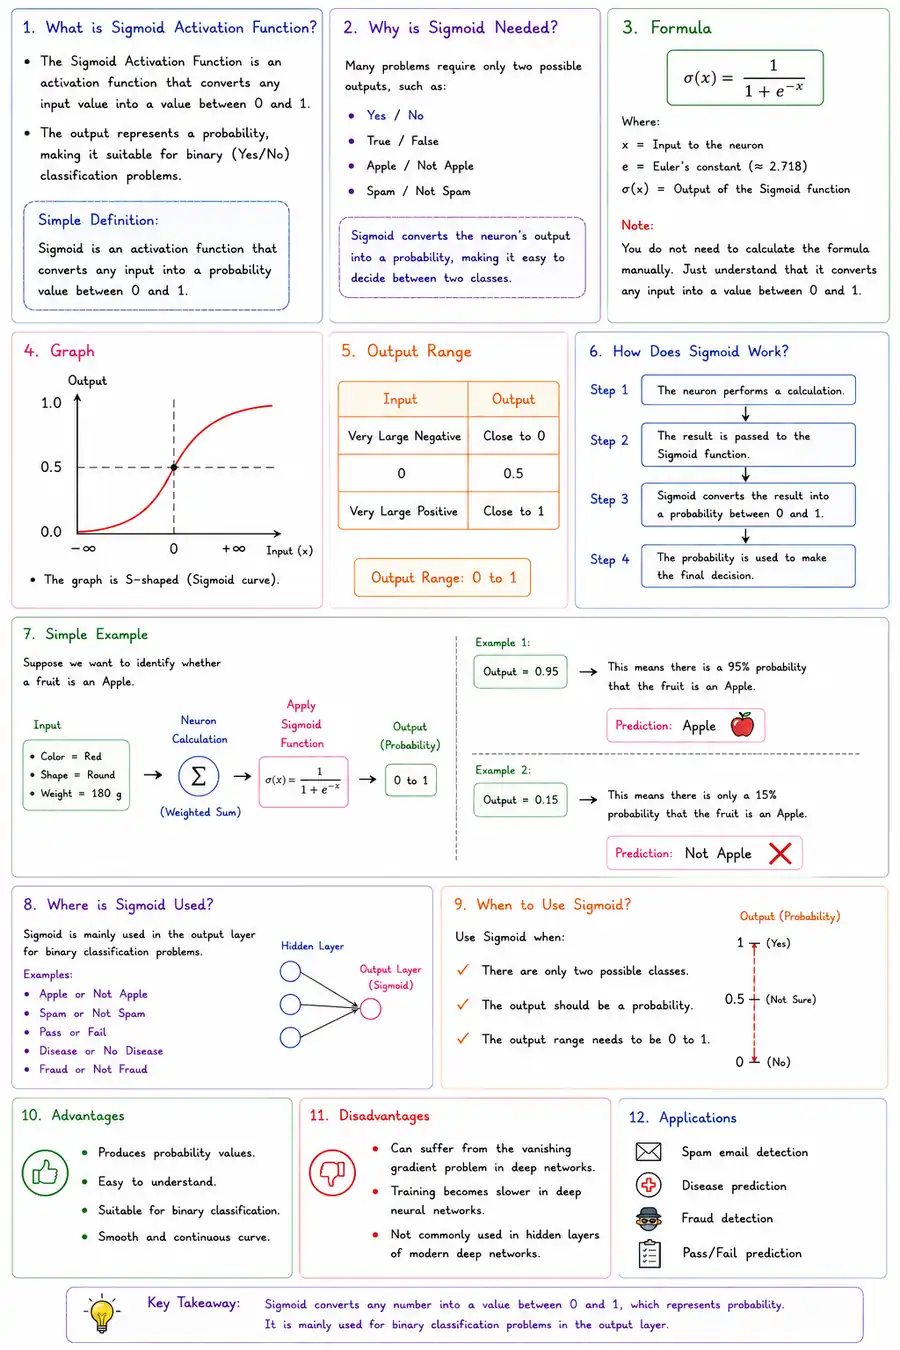 1. What is Sigmoid Activation Function?
• The Sigmoid Activation Function is an
activation function that converts any
input value into a value between 0 and 1.
• The output represents a probability,
making it suitable for binary (Yes/No)
classification problems.
Simple Definition:
Sigmoid is an activation function that
converts any input into a probability
value between 0 and 1.
2. Why is Sigmoid Needed?
Many problems require only two possible
outputs, such as:
• Yes / No
• True / False
• Apple / Not Apple
• Spam / Not Spam
Sigmoid converts the neuron's output
into a probability, making it easy to
decide between two classes.
3. Formula
σ(x) = 1 / (1 + e^−x)
Where:
x = Input to the neuron
e = Euler's constant (≈ 2.718)
σ(x) = Output of the Sigmoid function
Note:
You do not need to calculate the formula
manually. Just understand that it converts
any input into a value between 0 and 1.
4. Graph
Output
1.0
0.5
0.0
−∞ 0 +∞ Input (x)
• The graph is S-shaped (Sigmoid curve).
5. Output Range
Input Output
Very Large Negative Close to 0
0 0.5
Very Large Positive Close to 1
Output Range: 0 to 1
6. How Does Sigmoid Work?
Step 1 The neuron performs a calculation.
Step 2 The result is passed to the
Sigmoid function.
Step 3 Sigmoid converts the result into
a probability between 0 and 1.
Step 4 The probability is used to make
the final decision.
7. Simple Example
Suppose we want to identify whether
a fruit is an Apple.
Input
• Color = Red
• Shape = Round
• Weight = 180 g
Neuron
Calculation
Σ
(Weighted Sum)
Apply
Sigmoid
Function
σ(x) = 1 / (1 + e^−x)
Output
(Probability)
0 to 1
Example 1:
Output = 0.95
This means there is a 95% probability
that the fruit is an Apple.
Prediction: Apple
Example 2:
Output = 0.15
This means there is only a 15%
probability that the fruit is an Apple.
Prediction: Not Apple
8. Where is Sigmoid Used?
Sigmoid is mainly used in the output layer
for binary classification problems.
Examples:
• Apple or Not Apple
• Spam or Not Spam
• Pass or Fail
• Disease or No Disease
• Fraud or Not Fraud
Hidden Layer
Output Layer
(Sigmoid)
9. When to Use Sigmoid?
Use Sigmoid when:
✓ There are only two possible classes.
✓ The output should be a probability.
✓ The output range needs to be 0 to 1.
Output (Probability)
1 (Yes)
0.5 (Not Sure)
0 (No)
10. Advantages
• Produces probability values.
• Easy to understand.
• Suitable for binary classification.
• Smooth and continuous curve.
11. Disadvantages
• Can suffer from the vanishing
gradient problem in deep networks.
• Training becomes slower in deep
neural networks.
• Not commonly used in hidden layers
of modern deep networks.
12. Applications
Spam email detection
Disease prediction
Fraud detection
Pass/Fail prediction
Key Takeaway: Sigmoid converts any number into a value between 0 and 1, which represents probability.
It is mainly used for binary classification problems in the output layer.